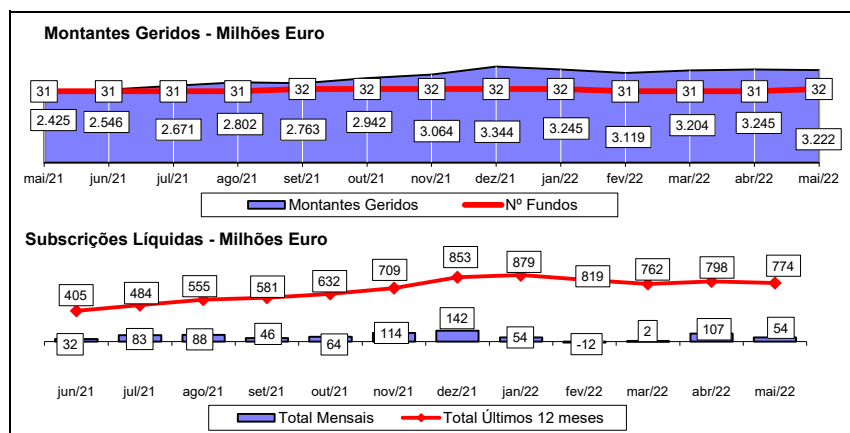 Montantes Geridos - Milhões Euro
31 31 31 31 32 32 32 32 32 31 31 31 32
2.425 2.546 2.671 2.802 2.763 2.942 3.064 3.344 3.245 3.119 3.204 3.245 3.222
mai/21 jun/21 jul/21 ago/21 set/21 out/21 nov/21 dez/21 jan/22 fev/22 mar/22 abr/22 mai/22
Montantes Geridos Nº Fundos
Subscrições Líquidas - Milhões Euro
405 484 555 581 632 709 853 879 819 762 798 774
32 83 88 46 64 114 142 54 -12 2 107 54
jun/21 jul/21 ago/21 set/21 out/21 nov/21 dez/21 jan/22 fev/22 mar/22 abr/22 mai/22
Total Mensais Total Últimos 12 meses